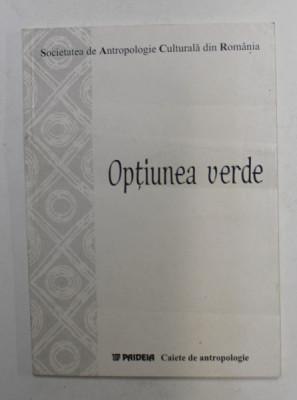 Societatea de Antropologie Culturală din România
Opțiunea verde
PAIDEIA Caiete de antropologie